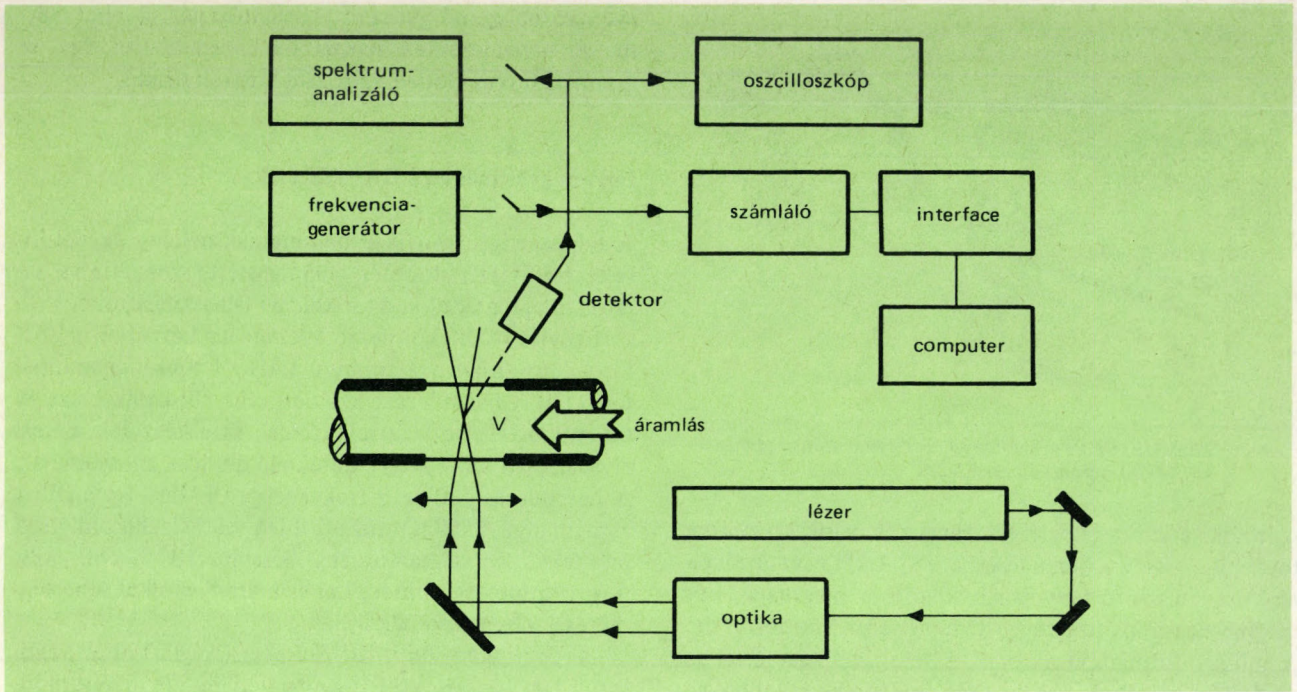 spektrum-
analizáló
oszcilloszkóp
frekvencia-
generátor
számláló
interface
detektor
computer
V
áramlás
lézer
optika